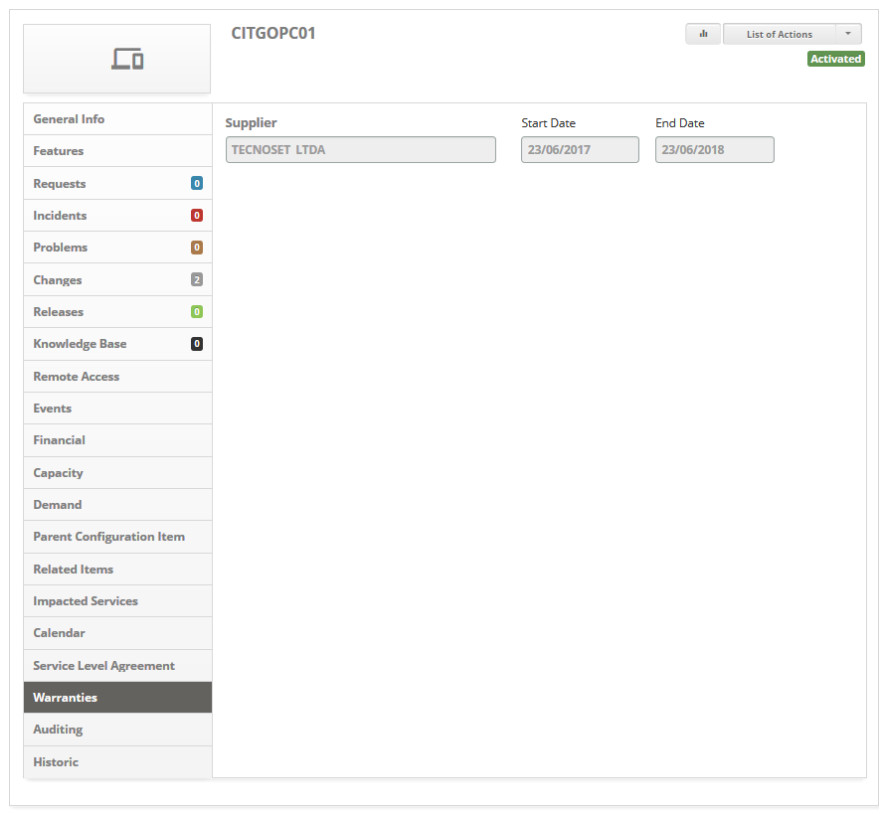 CITGOPC01
List of Actions
Activated
General Info
Features
Requests 0
Incidents 0
Problems 0
Changes 2
Releases 0
Knowledge Base 0
Remote Access
Events
Financial
Capacity
Demand
Parent Configuration Item
Related Items
Impacted Services
Calendar
Service Level Agreement
Warranties
Auditing
Historic
Supplier Start Date End Date
TECNOSET LTDA 23/06/2017 23/06/2018